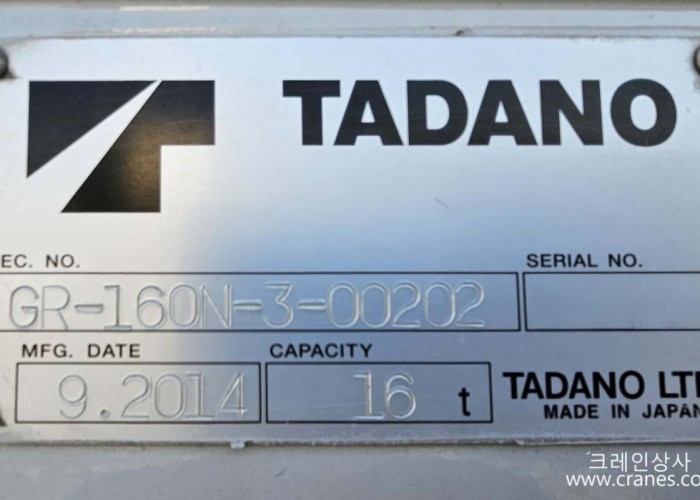 TADANO
EC. NO.
SERIAL NO.
GR-160N-3-00202
MFG. DATE
CAPACITY
9.2014
16 t
TADANO LT
MADE IN JAPAN
크레인상사
www.cranes.co